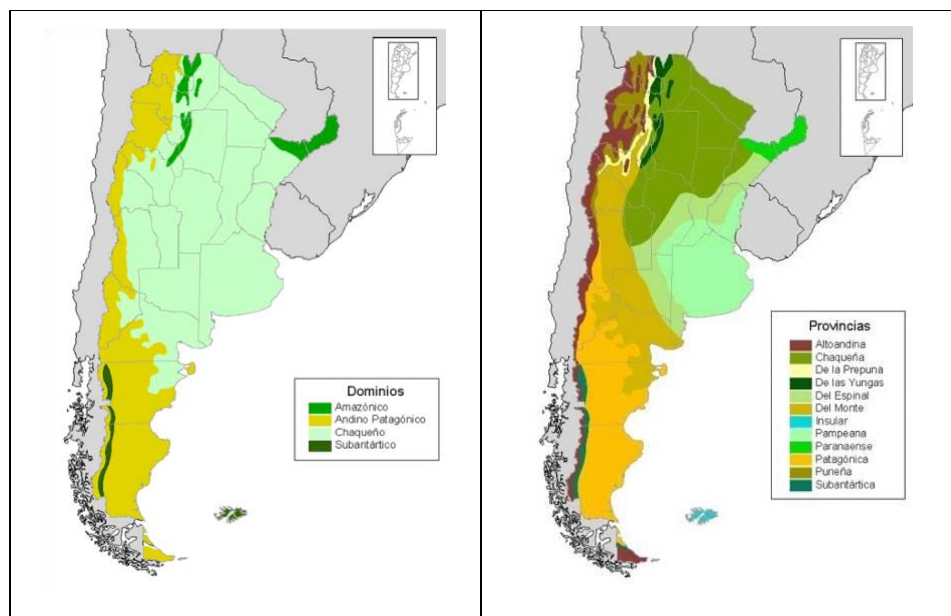 Dominios
Amazónico
Andino Patagónico
Chaqueño
Subantártico
Provincias
Altoandina
Chaqueña
De la Prepuna
De las Yungas
Del Espinal
Del Monte
Insular
Pampeana
Paranaense
Patagónica
Puneña
Subantártica